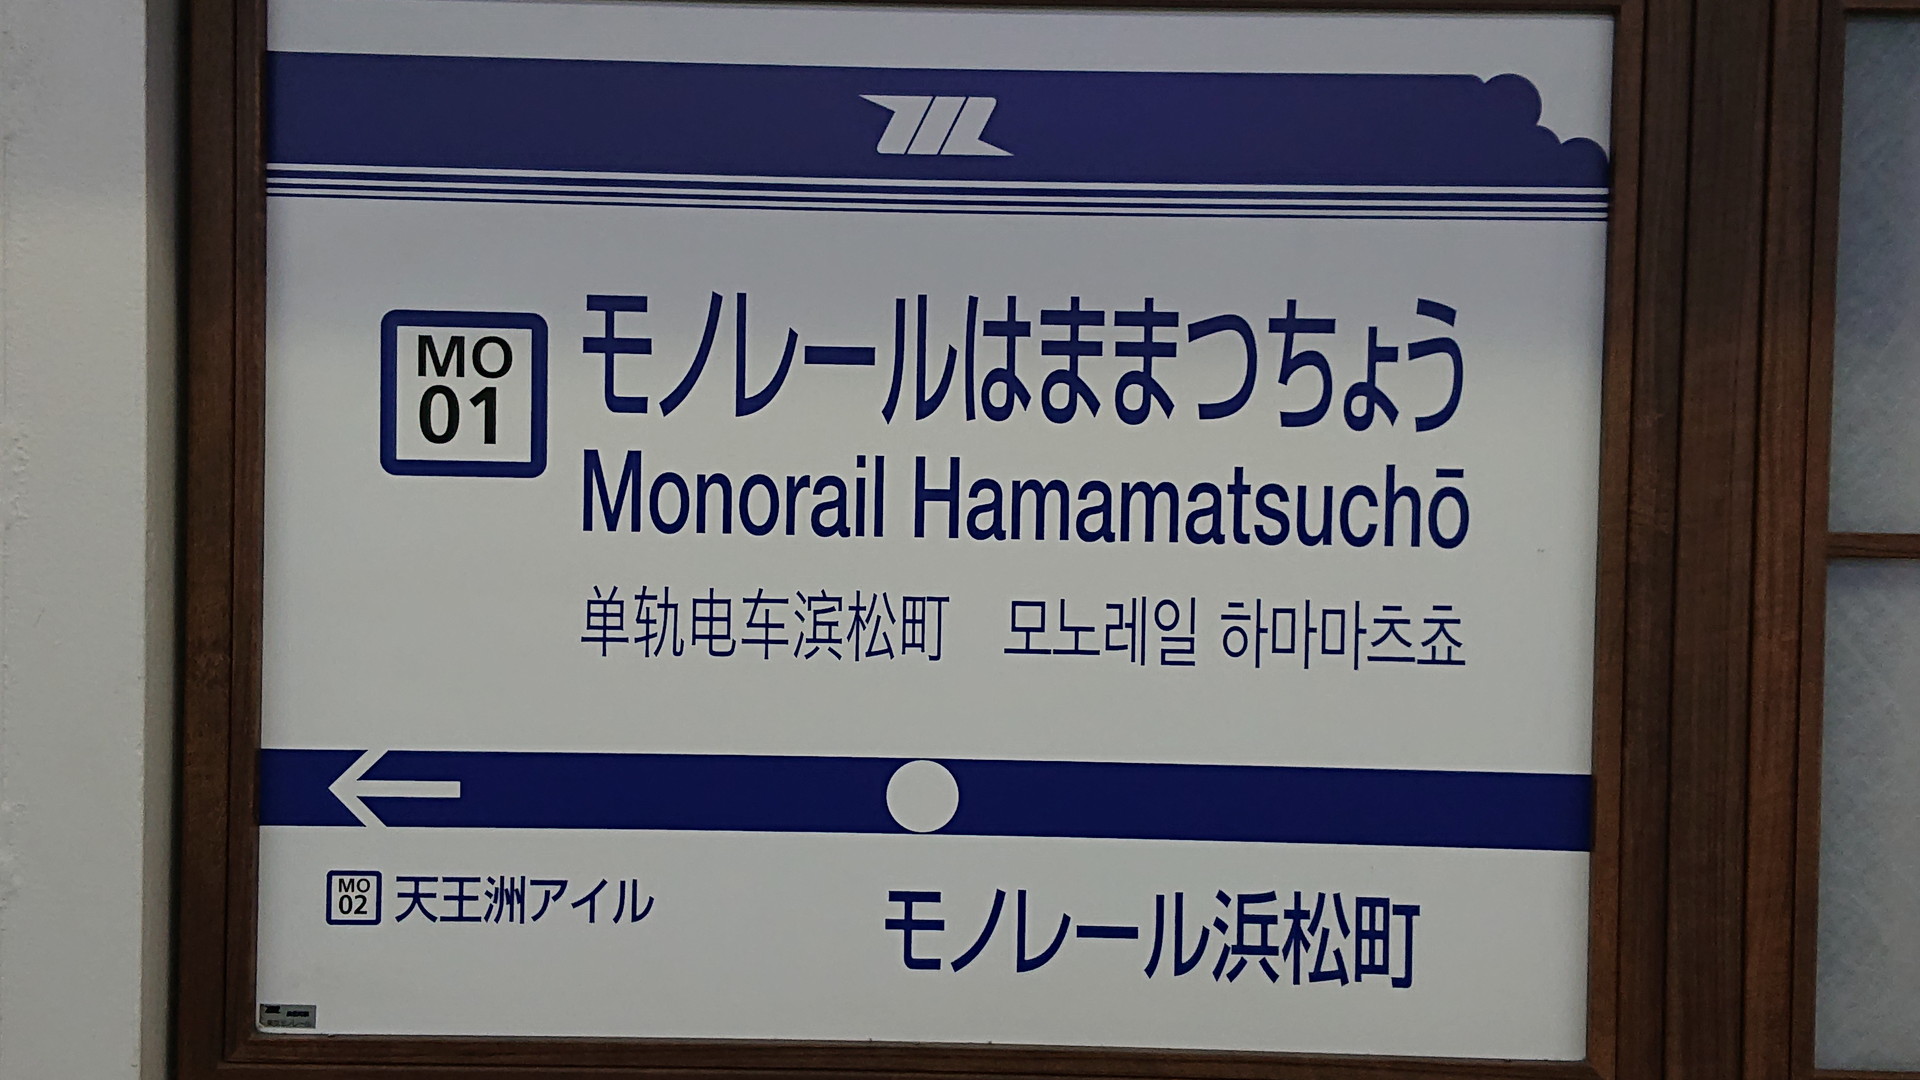 MO
01
モノレールはままつちょう
Monorail Hamamatsuchō
单轨电车滨松町 모노레일 하마마츠쵸
MO
02
天王洲アイル
モノレール浜松町